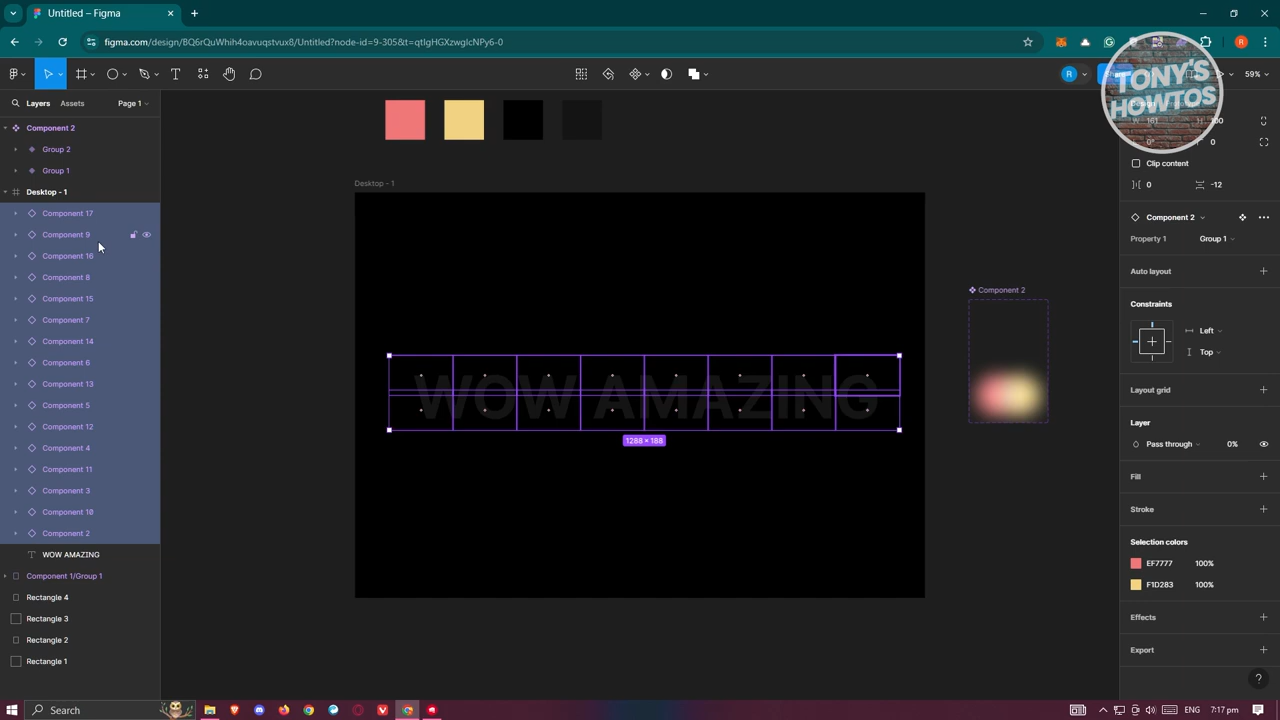 Untitled – Figma
figma.com/design/BQ6rQuWhih4oavuqstvux8/Untitled?node-id=9-305&t=qtIgHGXzwglcNPy6-0
R
TONY'S
HOWTOS
R
59%
Layers
Assets
Page 1
Component 2
Group 2
Group 1
Desktop - 1
Component 17
Component 9
Component 16
Component 8
Component 15
Component 7
Component 14
Component 6
Component 13
Component 5
Component 12
Component 4
Component 11
Component 3
Component 10
Component 2
WOW AMAZING
Component 1/Group 1
Rectangle 4
Rectangle 3
Rectangle 2
Rectangle 1
Desktop - 1
WOW AMAZING
1288 × 188
Component 2
W 161
H 100
0°
0
Clip content
0
-12
Component 2
Property 1
Group 1
Auto layout
Constraints
Left
Top
Layout grid
Layer
Pass through
0%
Fill
Stroke
Selection colors
EF7777
100%
F1D283
100%
Effects
Export
Search
ENG
7:17 pm